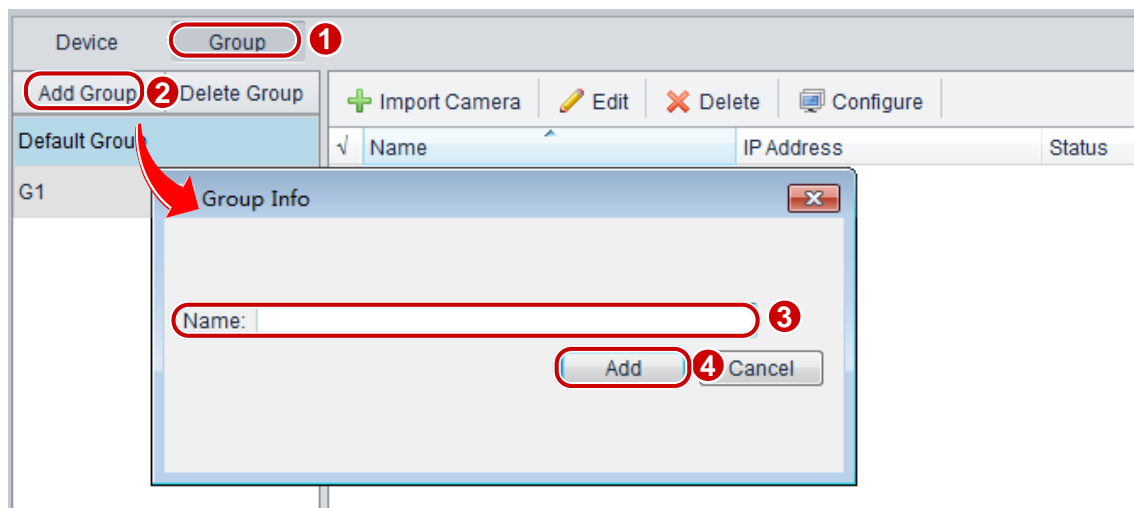 Device Group 1
Add Group 2 Delete Group Import Camera Edit Delete Configure
Default Group √ Name IP Address Status
G1 Group Info
Name: 3
Add 4 Cancel